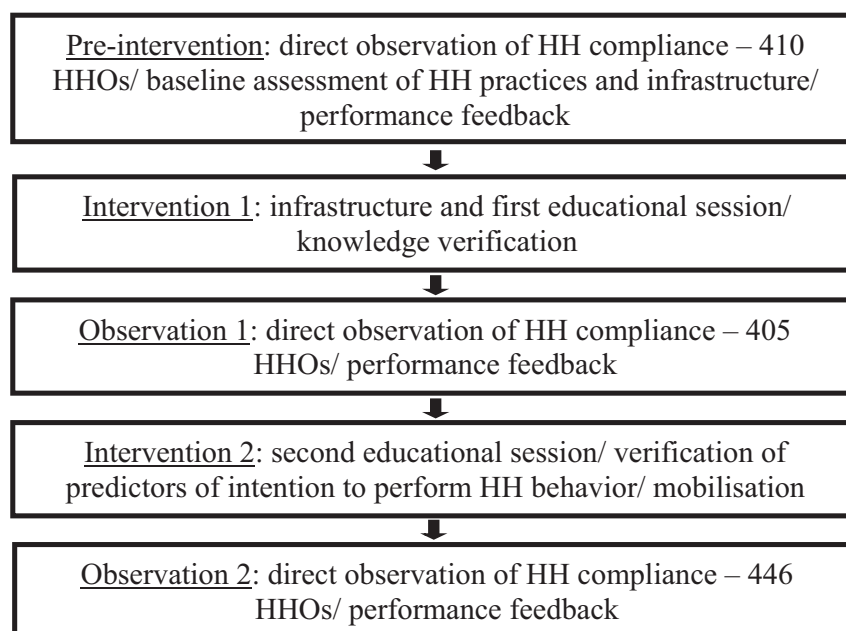 Pre-intervention: direct observation of HH compliance – 410
HHOs/ baseline assessment of HH practices and infrastructure/
performance feedback
Intervention 1: infrastructure and first educational session/
knowledge verification
Observation 1: direct observation of HH compliance – 405
HHOs/ performance feedback
Intervention 2: second educational session/ verification of
predictors of intention to perform HH behavior/ mobilisation
Observation 2: direct observation of HH compliance – 446
HHOs/ performance feedback